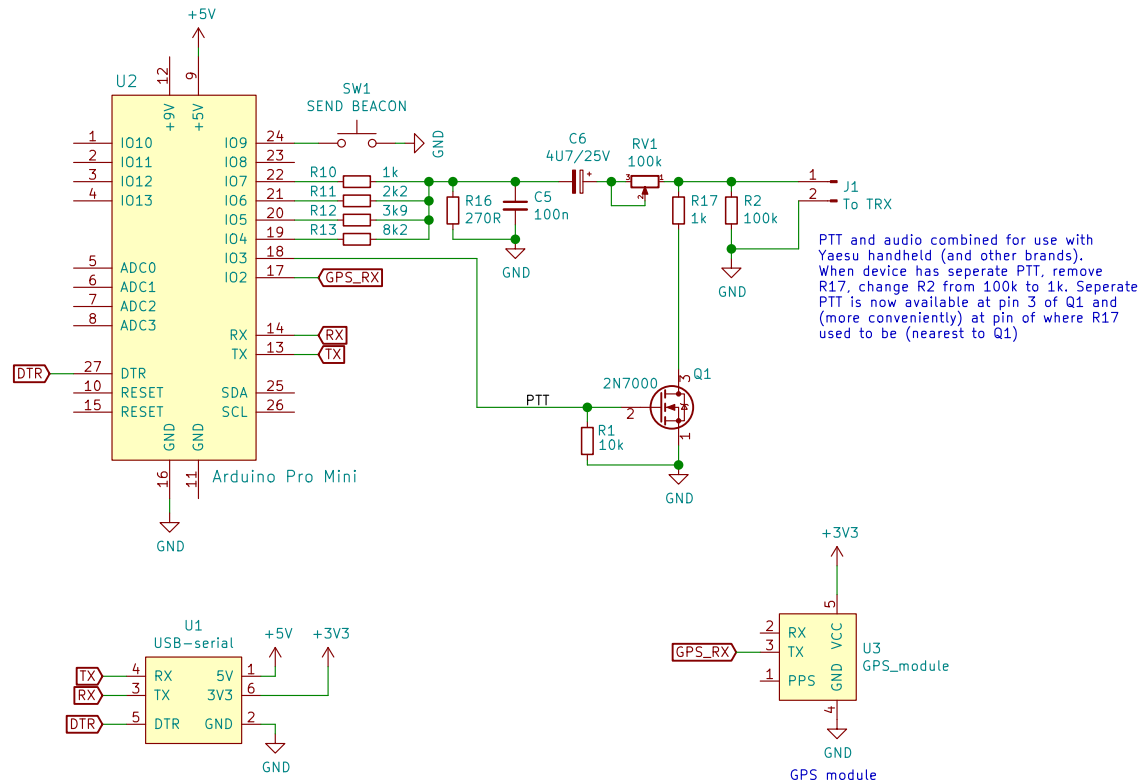 +5V
U2
12
9
+9V
+5V
1 IO10
2 IO11
3 IO12
4 IO13
5 ADC0
6 ADC1
7 ADC2
8 ADC3
DTR 27 DTR
10 RESET
15 RESET
IO9 24
IO8 23
IO7 22
IO6 21
IO5 20
IO4 19
IO3 18
IO2 17 GPS_RX
RX 14 RX
TX 13 TX
SDA 25
SCL 26
GND GND
16 11
Arduino Pro Mini
GND
SW1
SEND BEACON
GND
R10 1k
R11 2k2
R12 3k9
R13 8k2
R16
270R
C5
100n
GND
C6
4U7/25V
+
RV1
100k
3 1
2
R17
1k
R2
100k
GND
1
2
J1
To TRX
PTT and audio combined for use with
Yaesu handheld (and other brands).
When device has seperate PTT, remove
R17, change R2 from 100k to 1k. Seperate
PTT is now available at pin 3 of Q1 and
(more conveniently) at pin of where R17
used to be (nearest to Q1)
PTT
2N7000
Q1
3
2
1
R1
10k
GND
U1
USB-serial
TX 4 RX
RX 3 TX
DTR 5 DTR
5V 1
3V3 6
GND 2
+5V
+3V3
GND
+3V3
5
VCC
2 RX
GPS_RX 3 TX
1 PPS
GND
4
U3
GPS_module
GND
GPS module